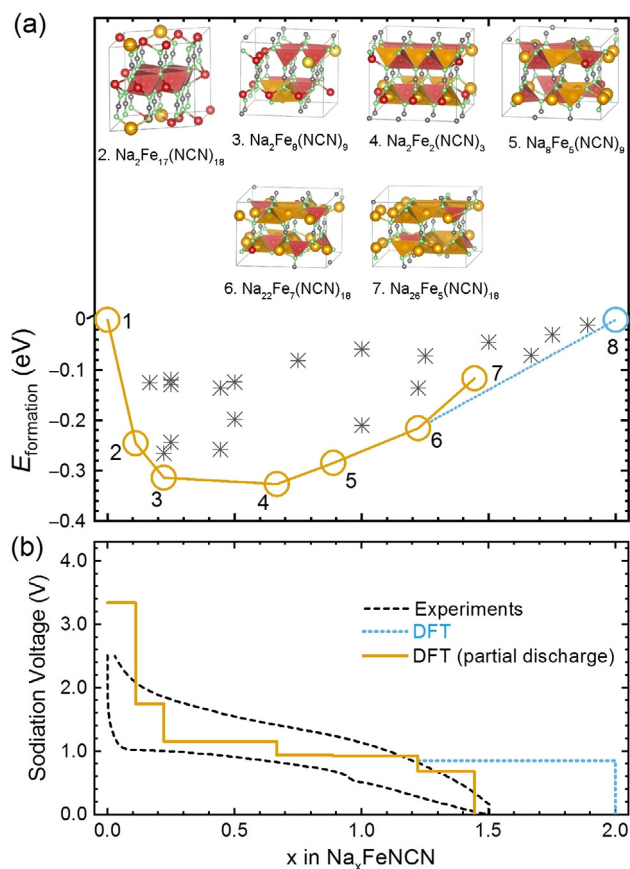 (a)
2. Na₂Fe₁₇(NCN)₁₈
3. Na₂Fe₈(NCN)₉
4. Na₂Fe₂(NCN)₃
5. Na₈Fe₅(NCN)₉
6. Na₂₂Fe₇(NCN)₁₈
7. Na₂₆Fe₅(NCN)₁₈
E formation (eV)
0
−0.1
−0.2
−0.3
−0.4
1
2
3
4
5
6
7
8
(b)
Sodiation Voltage (V)
4.0
3.0
2.0
1.0
0.0
Experiments
DFT
DFT (partial discharge)
0.0
0.5
1.0
1.5
2.0
x in NaₓFeNCN